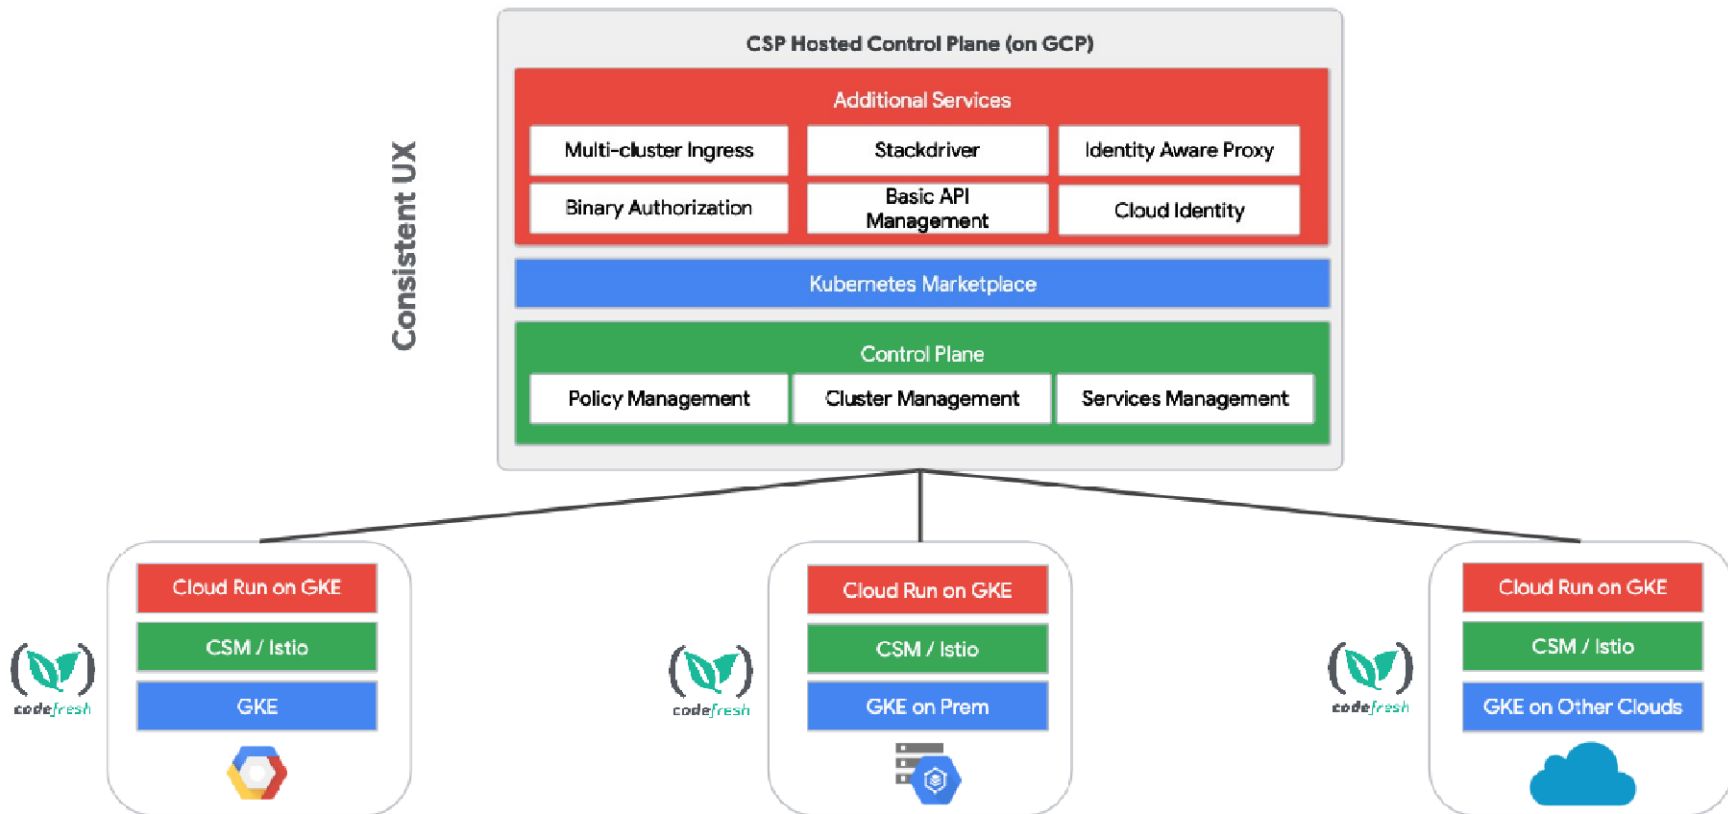 CSP Hosted Control Plane (on GCP)
Consistent UX
Additional Services
Multi-cluster Ingress
Stackdriver
Identity Aware Proxy
Binary Authorization
Basic API
Management
Cloud Identity
Kubernetes Marketplace
Control Plane
Policy Management
Cluster Management
Services Management
codefresh
Cloud Run on GKE
CSM / Istio
GKE
codefresh
Cloud Run on GKE
CSM / Istio
GKE on Prem
codefresh
Cloud Run on GKE
CSM / Istio
GKE on Other Clouds